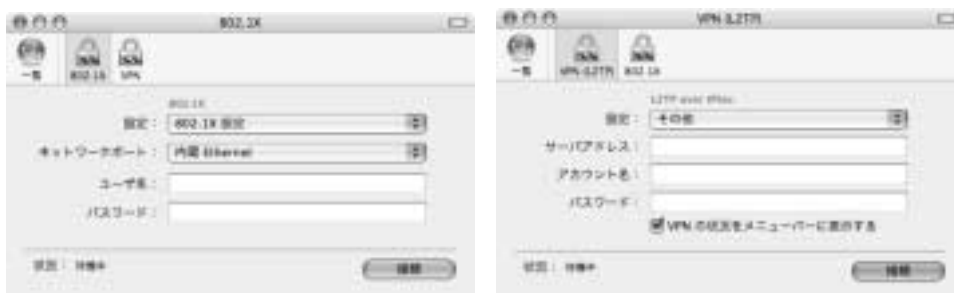 802.1X
一覧
802.1X
VPN
802.1X
設定：
802.1X 設定
ネットワークポート：
内蔵 Ethernet
ユーザ名：
パスワード：
状況： 待機中
接続
VPN (L2TP)
一覧
VPN (L2TP)
802.1X
L2TP over IPSec
設定：
その他
サーバアドレス：
アカウント名：
パスワード：
VPN の状況をメニューバーに表示する
状況： 待機中
接続